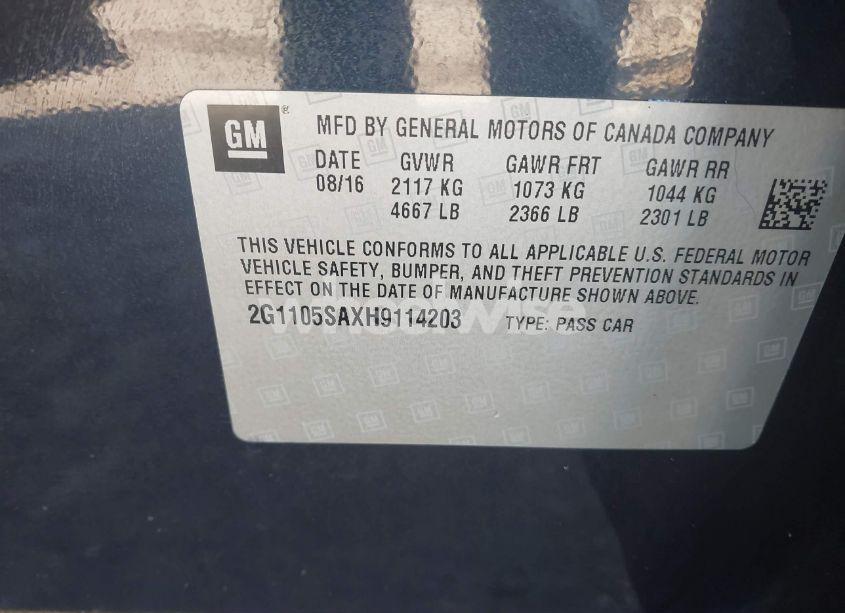 GM ® MFD BY GENERAL MOTORS OF CANADA COMPANY
DATE GVWR GAWR FRT GAWR RR
08/16 2117 KG 1073 KG 1044 KG
4667 LB 2366 LB 2301 LB
THIS VEHICLE CONFORMS TO ALL APPLICABLE U.S. FEDERAL MOTOR
VEHICLE SAFETY, BUMPER, AND THEFT PREVENTION STANDARDS IN
EFFECT ON THE DATE OF MANUFACTURE SHOWN ABOVE.
2G1105SAXH9114203 TYPE: PASS CAR